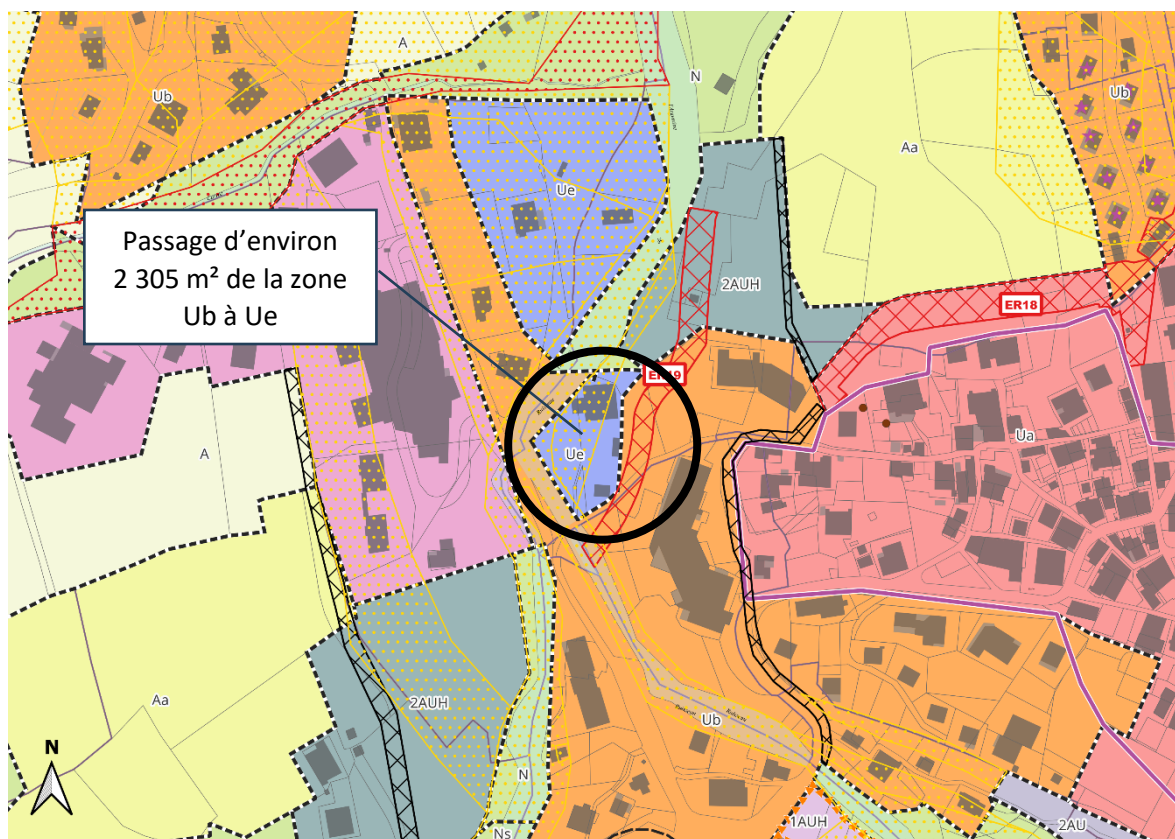 A
Ub
N
Ub
Aa
Ue
Passage d’environ
2 305 m² de la zone
Ub à Ue
2AUH
ER18
ER19
A
Ua
Ue
Aa
2AUH
Ub
N
N
1AUH
2AU
Ns